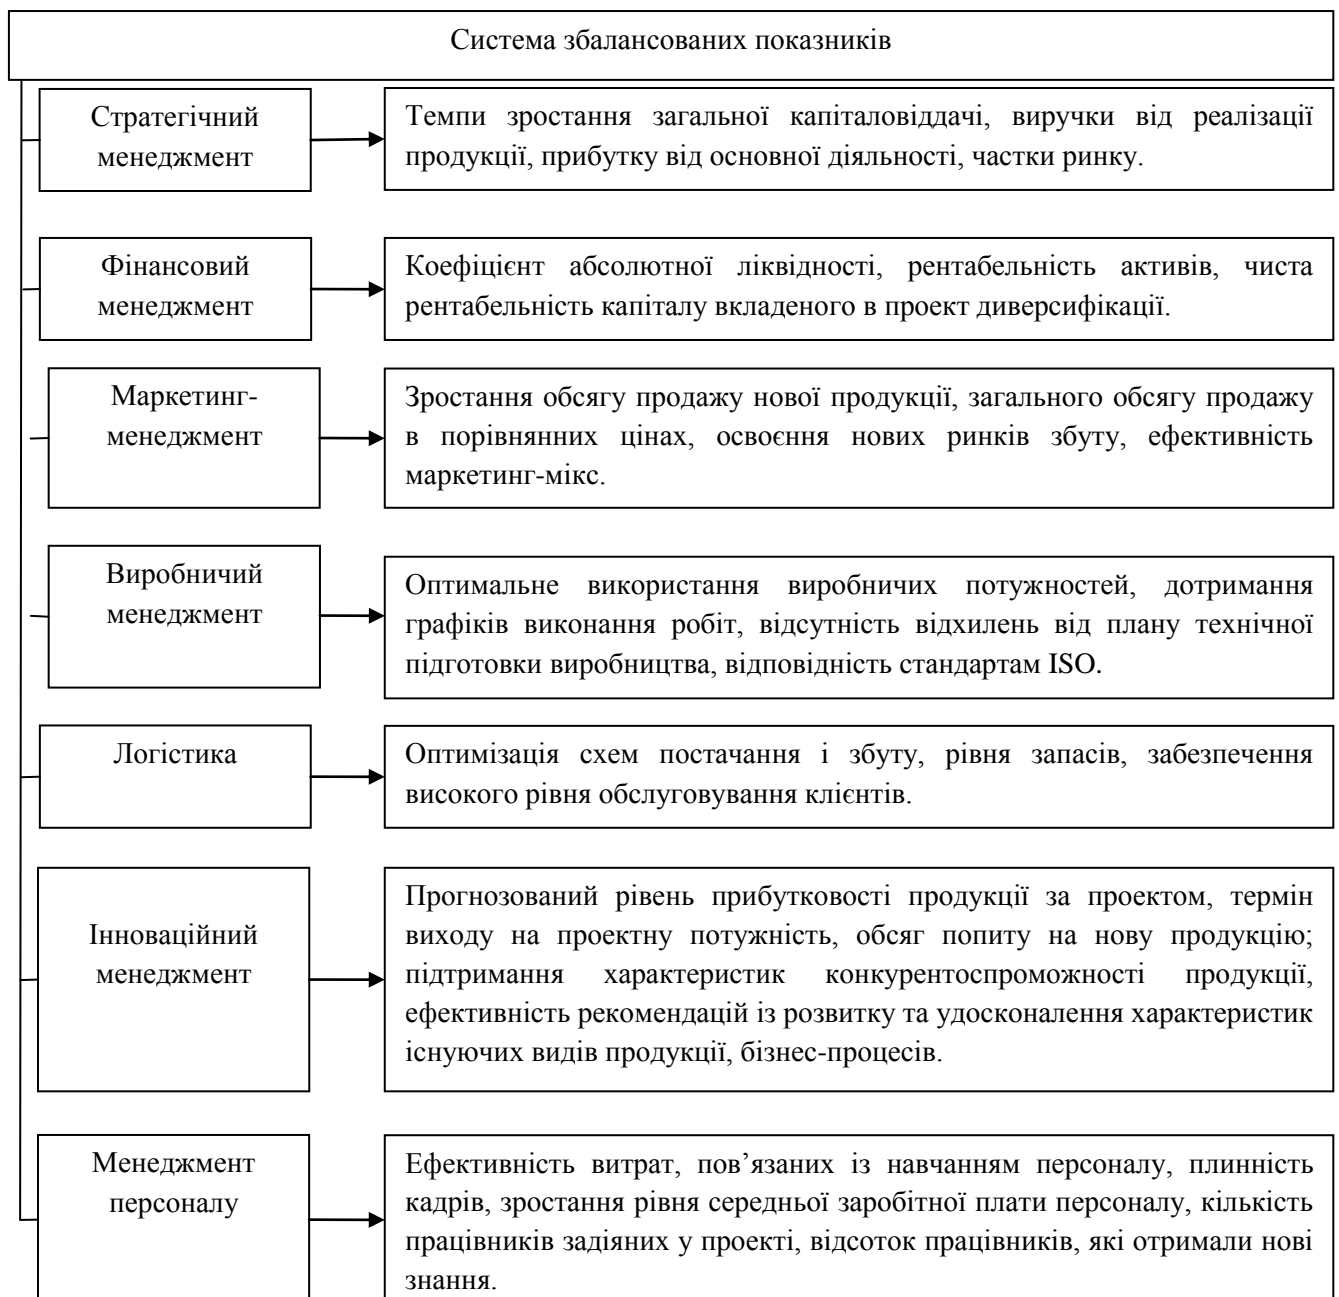 Система збалансованих показників
Стратегічний
менеджмент
Темпи зростання загальної капіталовіддачі, виручки від реалізації
продукції, прибутку від основної діяльності, частки ринку.
Фінансовий
менеджмент
Коефіцієнт абсолютної ліквідності, рентабельність активів, чиста
рентабельність капіталу вкладеного в проект диверсифікації.
Маркетинг-
менеджмент
Зростання обсягу продажу нової продукції, загального обсягу продажу
в порівнянних цінах, освоєння нових ринків збуту, ефективність
маркетинг-мікс.
Виробничий
менеджмент
Оптимальне використання виробничих потужностей, дотримання
графіків виконання робіт, відсутність відхилень від плану технічної
підготовки виробництва, відповідність стандартам ISO.
Логістика
Оптимізація схем постачання і збуту, рівня запасів, забезпечення
високого рівня обслуговування клієнтів.
Інноваційний
менеджмент
Прогнозований рівень прибутковості продукції за проектом, термін
виходу на проектну потужність, обсяг попиту на нову продукцію;
підтримання характеристик конкурентоспроможності продукції,
ефективність рекомендацій із розвитку та удосконалення характеристик
існуючих видів продукції, бізнес-процесів.
Менеджмент
персоналу
Ефективність витрат, пов’язаних із навчанням персоналу, плинність
кадрів, зростання рівня середньої заробітної плати персоналу, кількість
працівників задіяних у проекті, відсоток працівників, які отримали нові
знання.